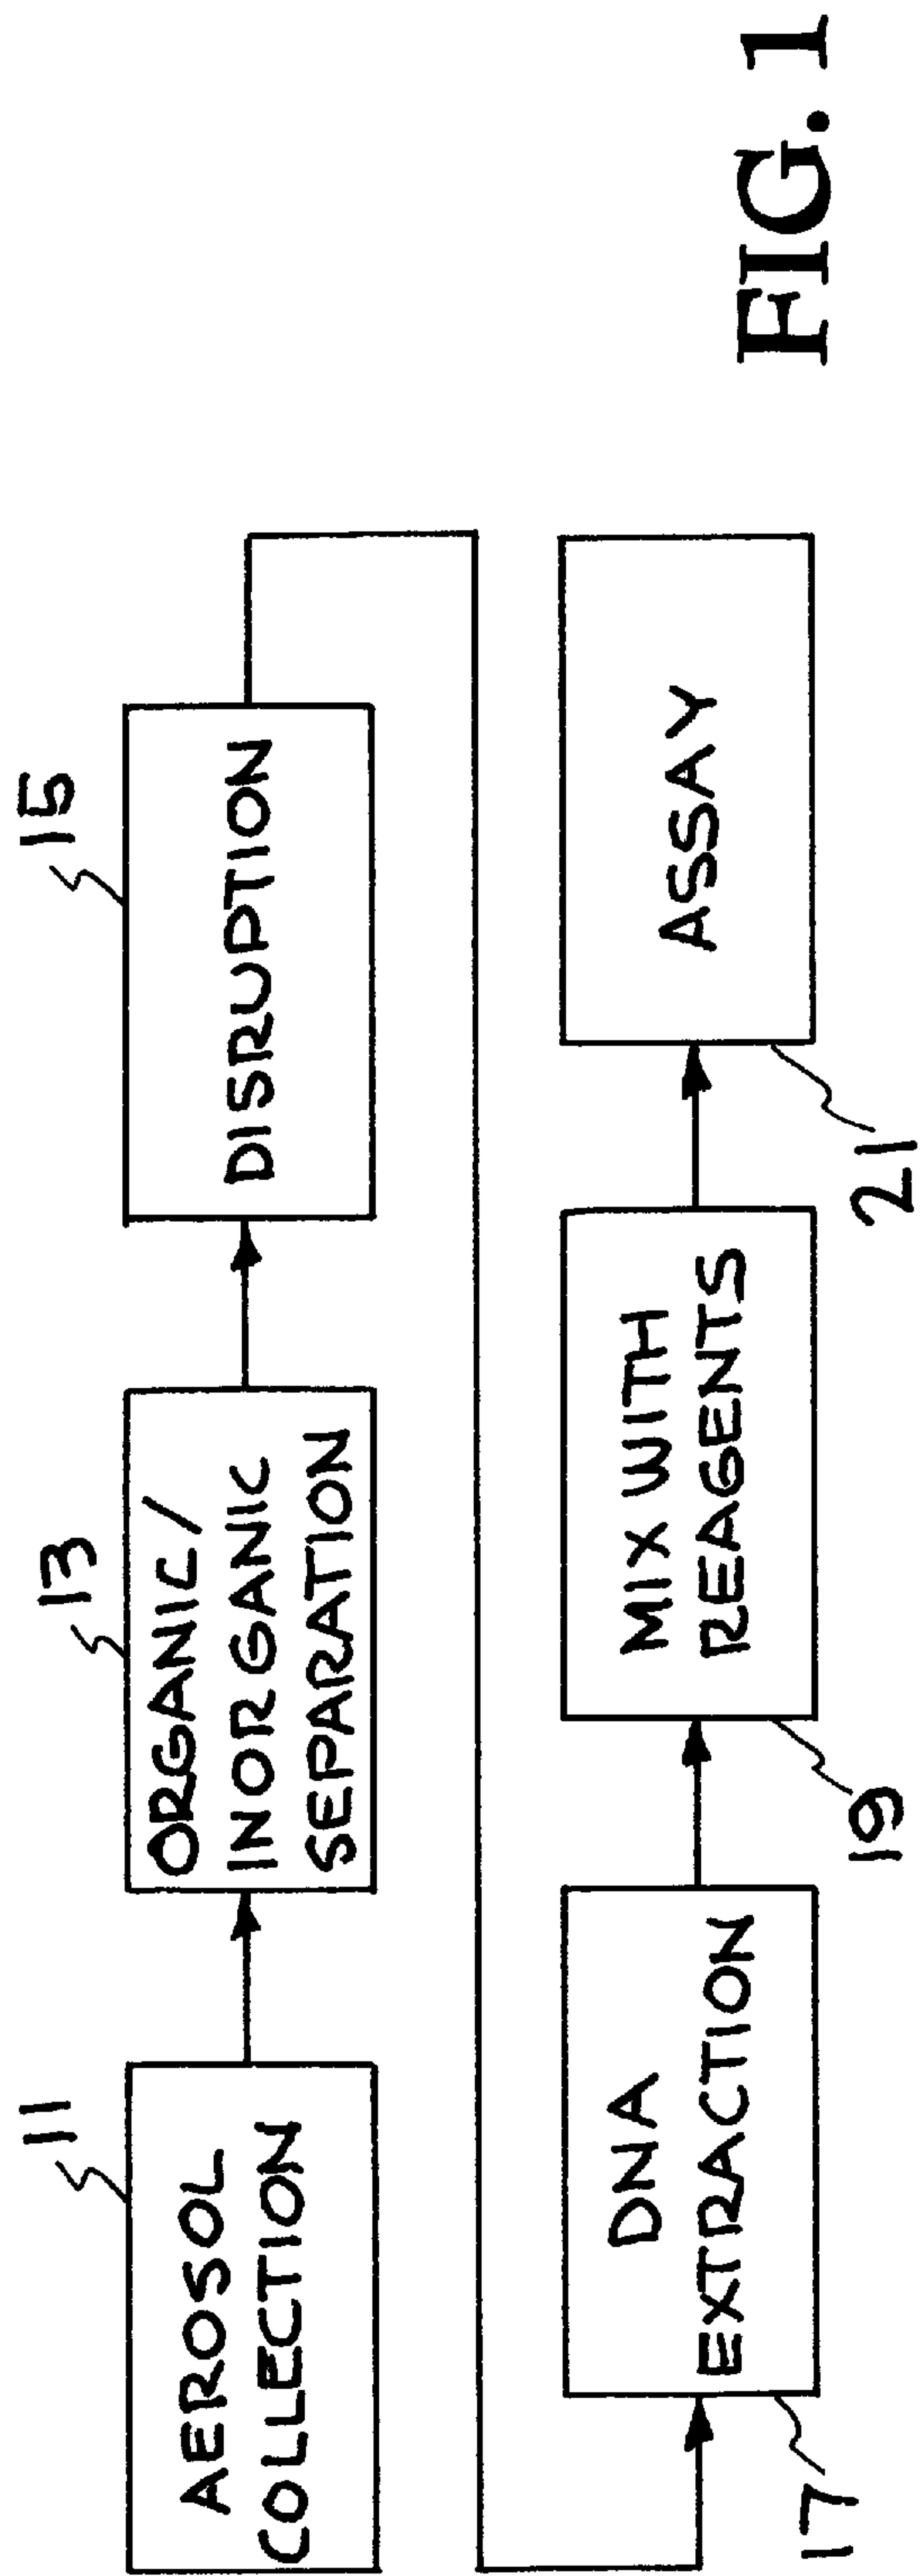 11
AEROSOL
COLLECTION
13
ORGANIC/
INORGANIC
SEPARATION
15
DISRUPTION
DNA
EXTRACTION
17
MIX WITH
REAGENTS
19
ASSAY
21
FIG. 1